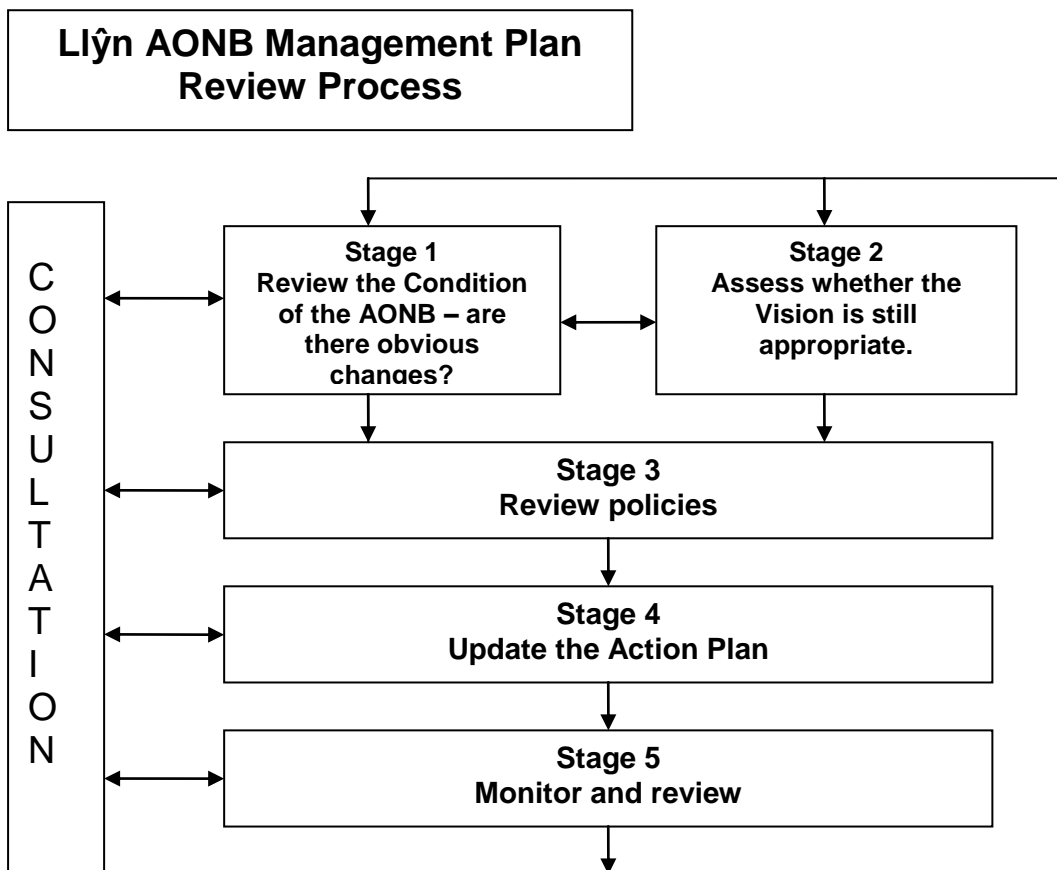 Llŷn AONB Management Plan
Review Process
CONSULTATION
Stage 1
Review the Condition
of the AONB – are
there obvious
changes?
Stage 2
Assess whether the
Vision is still
appropriate.
Stage 3
Review policies
Stage 4
Update the Action Plan
Stage 5
Monitor and review